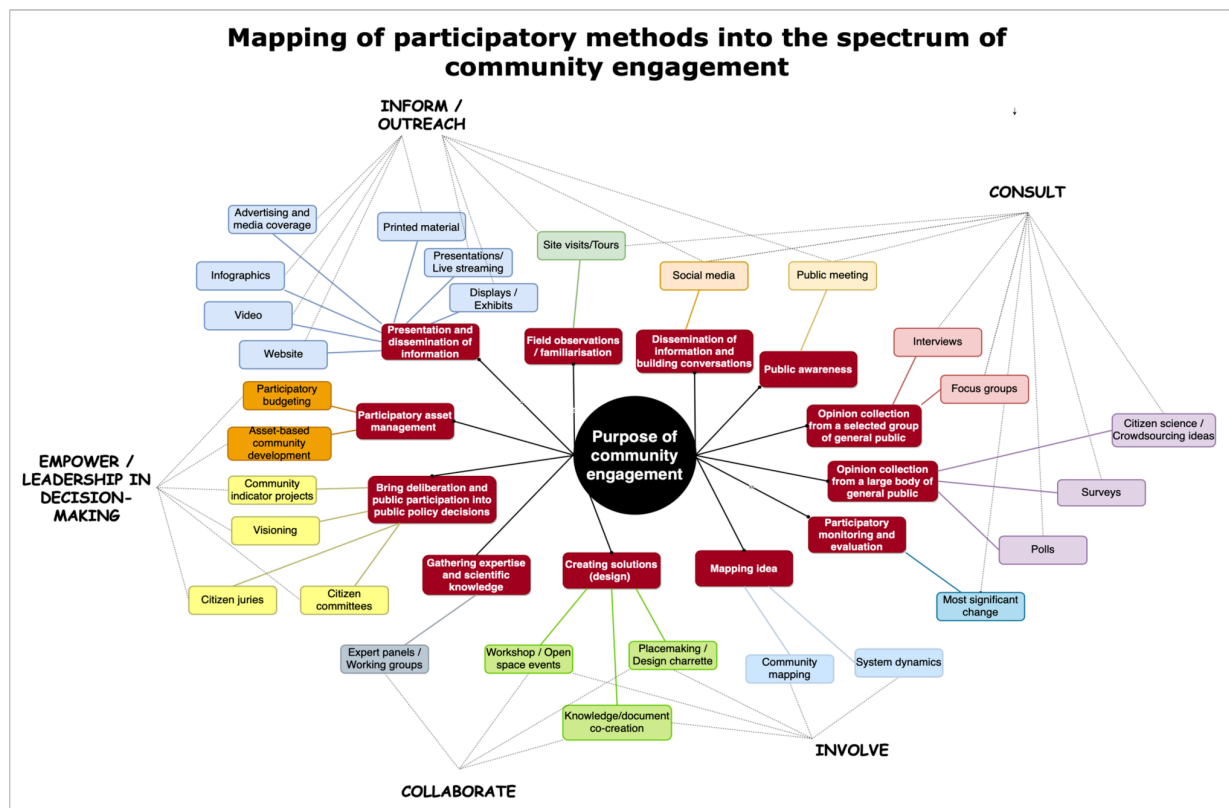 Mapping of participatory methods into the spectrum of
community engagement
INFORM /
OUTREACH
CONSULT
Advertising and
media coverage
Printed material
Site visits/Tours
Presentations/
Live streaming
Infographics
Social media
Public meeting
Displays /
Exhibits
Video
Presentation and
dissemination of
information
Field observations
/ familiarisation
Dissemination of
information and
building conversations
Interviews
Website
Public awareness
Participatory
budgeting
Focus groups
Participatory asset
management
Opinion collection
from a selected group
of general public
Purpose of
community
engagement
Citizen science /
Crowdsourcing ideas
Asset-based
community
development
EMPOWER /
LEADERSHIP IN
DECISION-
MAKING
Opinion collection
from a large body of
general public
Community
indicator projects
Bring deliberation and
public participation into
public policy decisions
Surveys
Visioning
Participatory
monitoring and
evaluation
Polls
Gathering expertise
and scientific
knowledge
Creating solutions
(design)
Mapping idea
Citizen juries
Citizen
committees
Most significant
change
Expert panels /
Working groups
Workshop / Open
space events
Placemaking /
Design charrette
Community
mapping
System dynamics
Knowledge/document
co-creation
INVOLVE
COLLABORATE